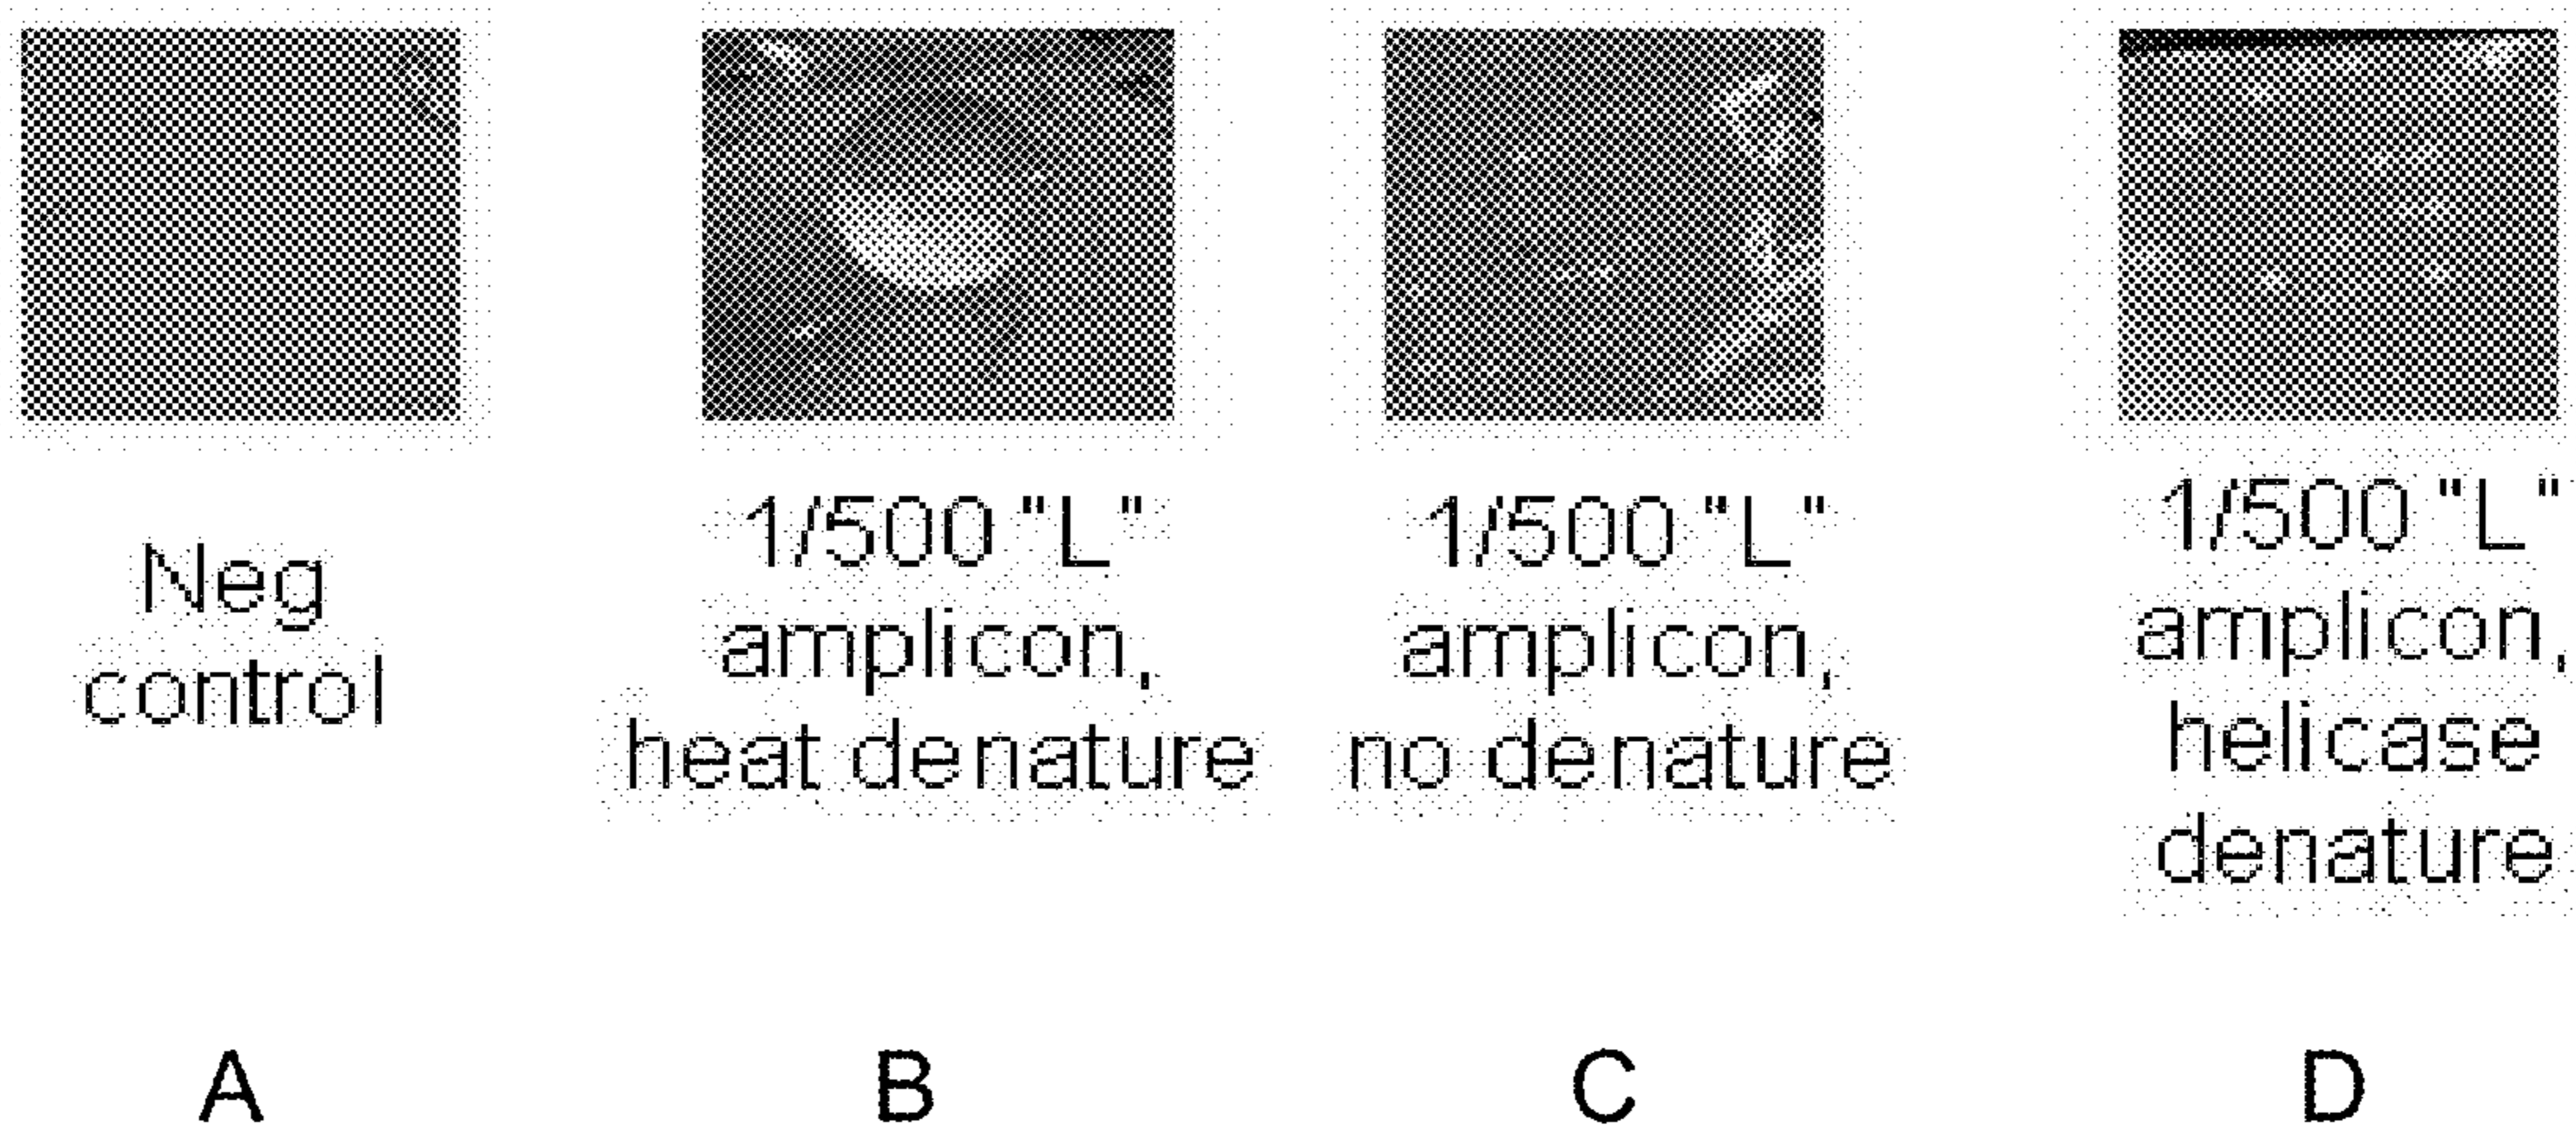 Neg
control
1/500 "L"
amplicon,
heat denature
1/500 "L"
amplicon,
no denature
1/500 "L"
amplicon,
helicase
denature
A
B
C
D